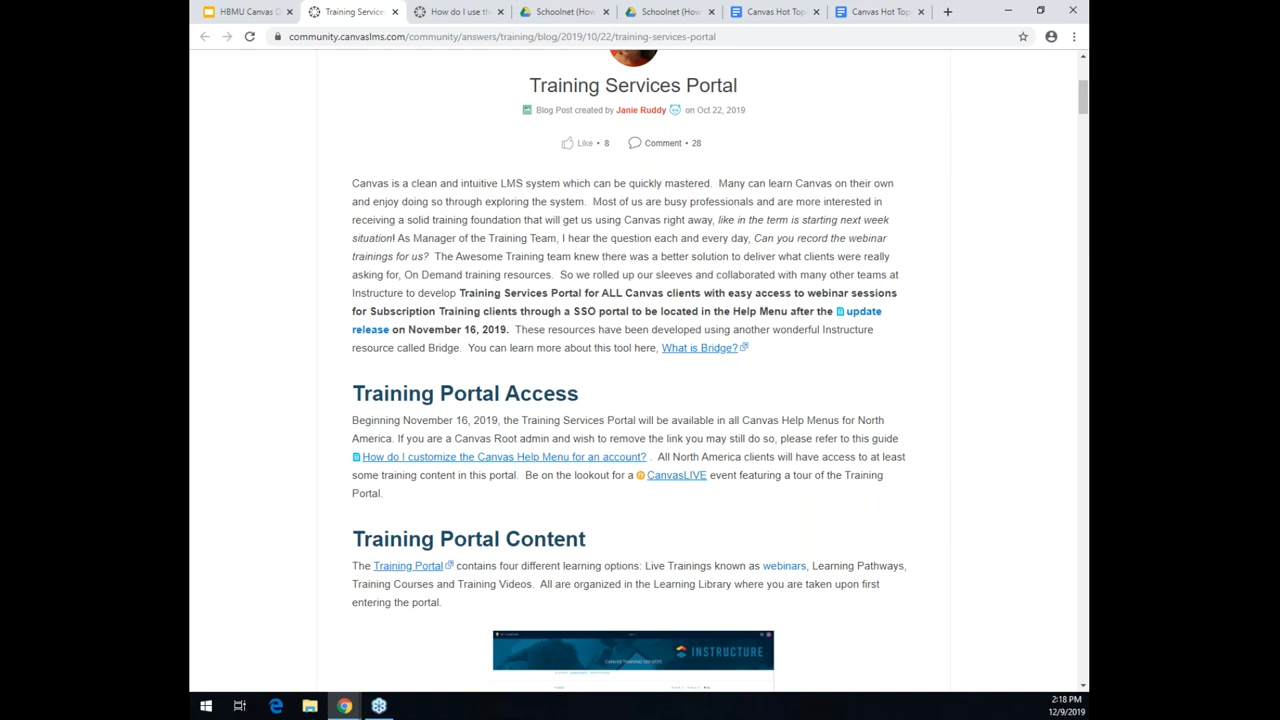 HBMU Canvas D
Training Service
How do I use th
Schoolnet (How
Schoolnet (How
Canvas Hot Top
Canvas Hot Top
community.canvaslms.com/community/answers/training/blog/2019/10/22/training-services-portal
Training Services Portal
Blog Post created by Janie Ruddy on Oct 22, 2019
Like • 8 Comment • 28
Canvas is a clean and intuitive LMS system which can be quickly mastered. Many can learn Canvas on their own
and enjoy doing so through exploring the system. Most of us are busy professionals and are more interested in
receiving a solid training foundation that will get us using Canvas right away, like in the term is starting next week
situation! As Manager of the Training Team, I hear the question each and every day, Can you record the webinar
trainings for us? The Awesome Training team knew there was a better solution to deliver what clients were really
asking for, On Demand training resources. So we rolled up our sleeves and collaborated with many other teams at
Instructure to develop Training Services Portal for ALL Canvas clients with easy access to webinar sessions
for Subscription Training clients through a SSO portal to be located in the Help Menu after the update
release on November 16, 2019. These resources have been developed using another wonderful Instructure
resource called Bridge. You can learn more about this tool here, What is Bridge?
Training Portal Access
Beginning November 16, 2019, the Training Services Portal will be available in all Canvas Help Menus for North
America. If you are a Canvas Root admin and wish to remove the link you may still do so, please refer to this guide
How do I customize the Canvas Help Menu for an account? . All North America clients will have access to at least
some training content in this portal. Be on the lookout for a CanvasLIVE event featuring a tour of the Training
Portal.
Training Portal Content
The Training Portal contains four different learning options: Live Trainings known as webinars, Learning Pathways,
Training Courses and Training Videos. All are organized in the Learning Library where you are taken upon first
entering the portal.
INSTRUCTURE
CANVAS TRAINING SERVICES
2:18 PM
12/9/2019